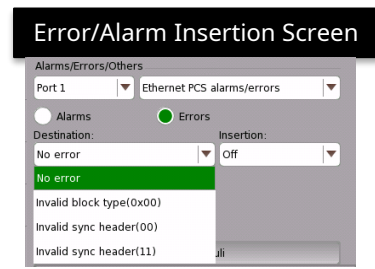 Error/Alarm Insertion Screen
Alarms/Errors/Others
Port 1
Ethernet PCS alarms/errors
Alarms
Errors
Destination:
Insertion:
No error
Off
No error
Invalid block type(0x00)
Invalid sync header(00)
Invalid sync header(11)